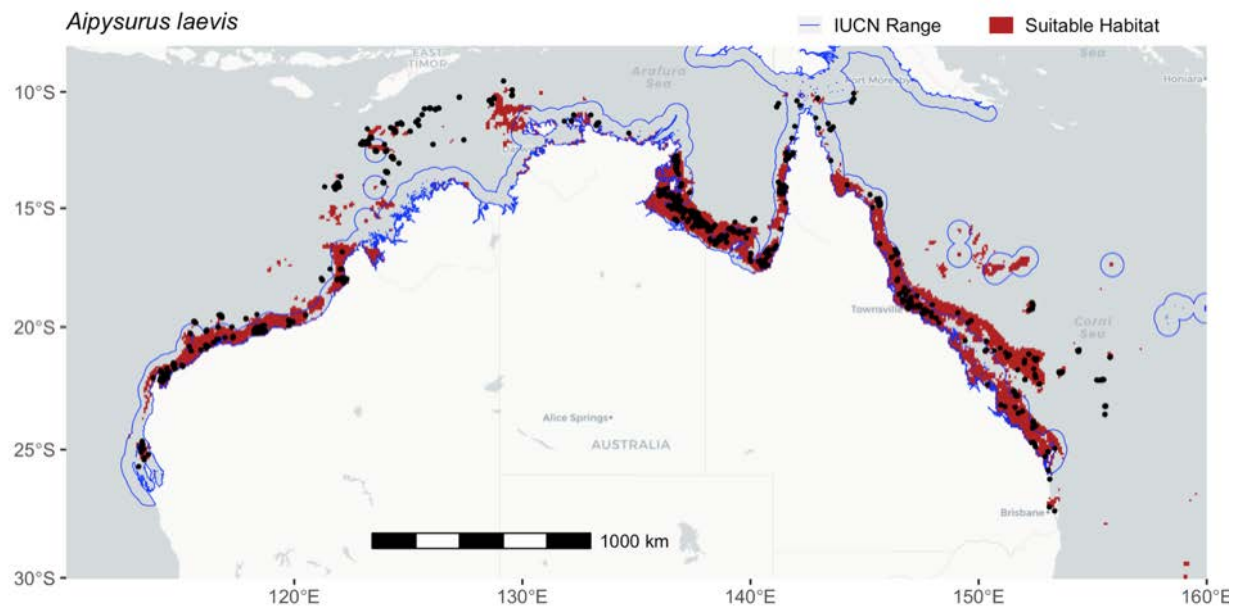 Aipysurus laevis
IUCN Range
Suitable Habitat
EAST
TIMOR
Arafura
Sea
Sea
10°S
Port Moresby
Honiara
15°S
Townsville
20°S
Sea
Alice Springs
AUSTRALIA
25°S
Brisbane
1000 km
30°S
120°E
130°E
140°E
150°E
160°E